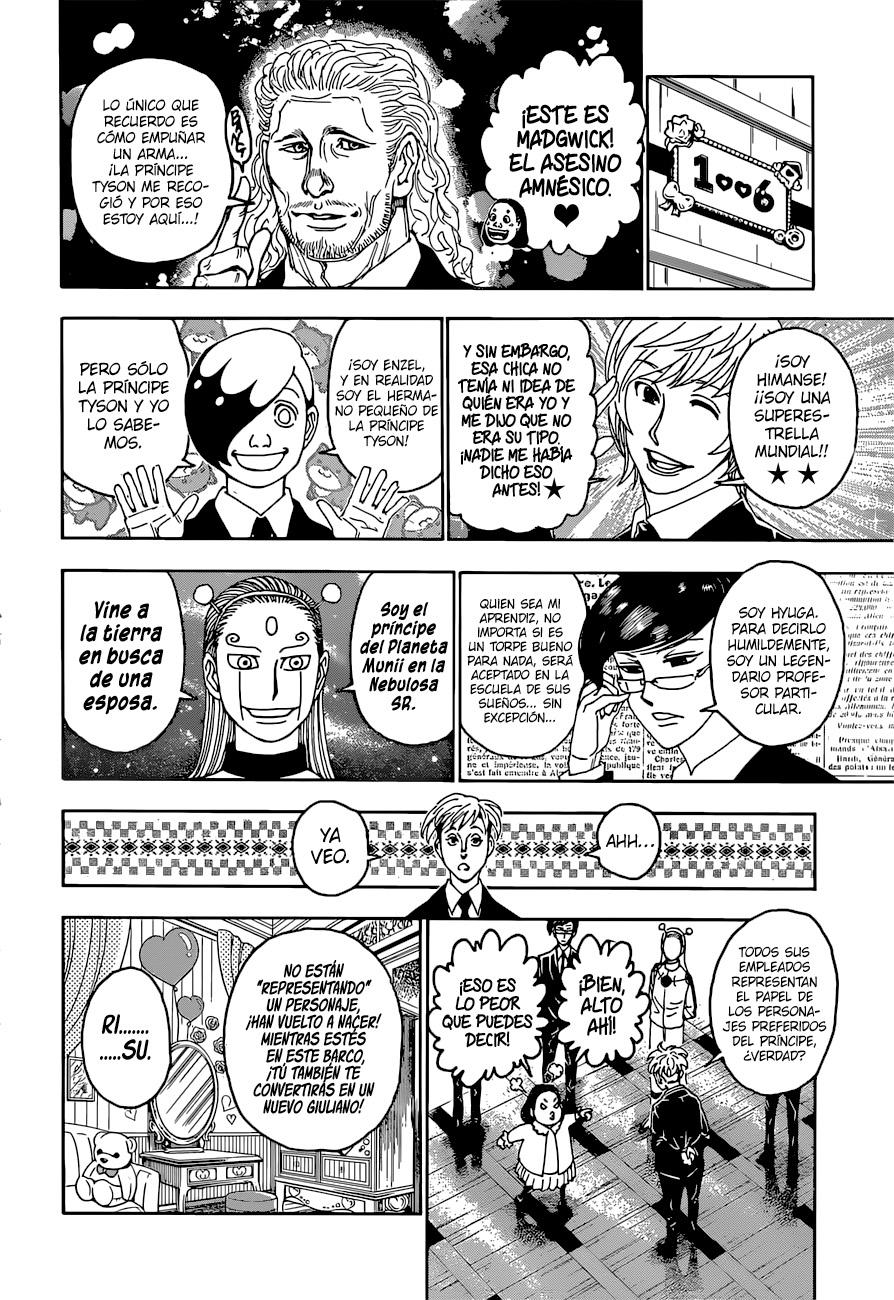 1006
¡ESTE ES
MADGWICK!
EL ASESINO
AMNÉSICO.
♥
BANG
LO ÚNICO QUE
RECUERDO ES
CÓMO EMPUÑAR
UN ARMA...
¡LA PRÍNCIPE
TYSON ME RECO-
GIÓ Y POR ESO
ESTOY AQUÍ...!
¡SOY
HIMANSE!
¡¡SOY UNA
SUPERES-
TRELLA
MUNDIAL!!
★ ★
Y SIN EMBARGO,
ESA CHICA NO
TENÍA NI IDEA DE
QUIÉN ERA YO Y
ME DIJO QUE NO
ERA SU TIPO.
¡NADIE ME HABÍA
DICHO ESO
ANTES! ★
¡SOY ENZEL,
Y EN REALIDAD
SOY EL HERMA-
NO PEQUEÑO DE
LA PRÍNCIPE
TYSON!
PERO SÓLO
LA PRÍNCIPE
TYSON Y YO
LO SABE-
MOS.
SOY HYUGA.
PARA DECIRLO
HUMILDEMENTE,
SOY UN LEGEN-
DARIO PROFE-
SOR PARTI-
CULAR.
QUIEN SEA MI
APRENDIZ, NO
IMPORTA SI ES
UN TORPE BUENO
PARA NADA, SERÁ
ACEPTADO EN LA
ESCUELA DE SUS
SUEÑOS... SIN
EXCEPCIÓN...
Soy el
príncipe
del Planeta
Munii en la
Nebulosa
SR.
Vine a
la tierra
en busca
de una
esposa.
AHH...
YA
VEO.
TODOS SUS
EMPLEADOS
REPRESENTAN
EL PAPEL DE
LOS PERSONA-
JES PREFERIDOS
DEL PRÍNCIPE,
¿VERDAD?
¡BIEN,
ALTO
AHÍ!
¡ESO ES
LO PEOR
QUE PUEDES
DECIR!
NO ESTÁN
"REPRESENTANDO"
UN PERSONAJE,
¡HAN VUELTO A NACER!
MIENTRAS ESTÉS
EN ESTE BARCO,
¡TÚ TAMBIÉN TE
CONVERTIRÁS EN UN
NUEVO GIULIANO!
RI.......
.....SU.